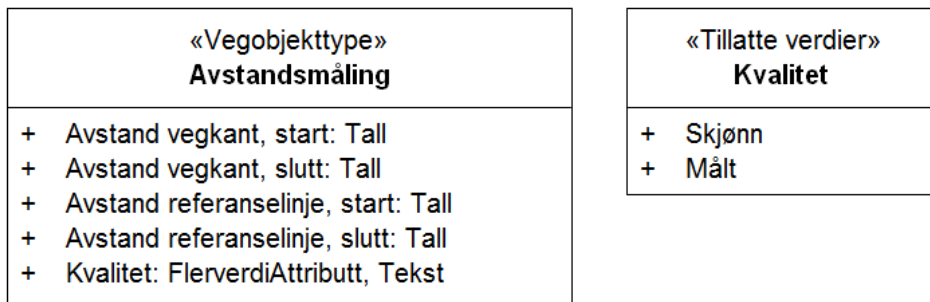 «Vegobjekttype»
Avstandsmåling
+ Avstand vegkant, start: Tall
+ Avstand vegkant, slutt: Tall
+ Avstand referanselinje, start: Tall
+ Avstand referanselinje, slutt: Tall
+ Kvalitet: FlerverdiAttributt, Tekst
«Tillatte verdier»
Kvalitet
+ Skjønn
+ Målt